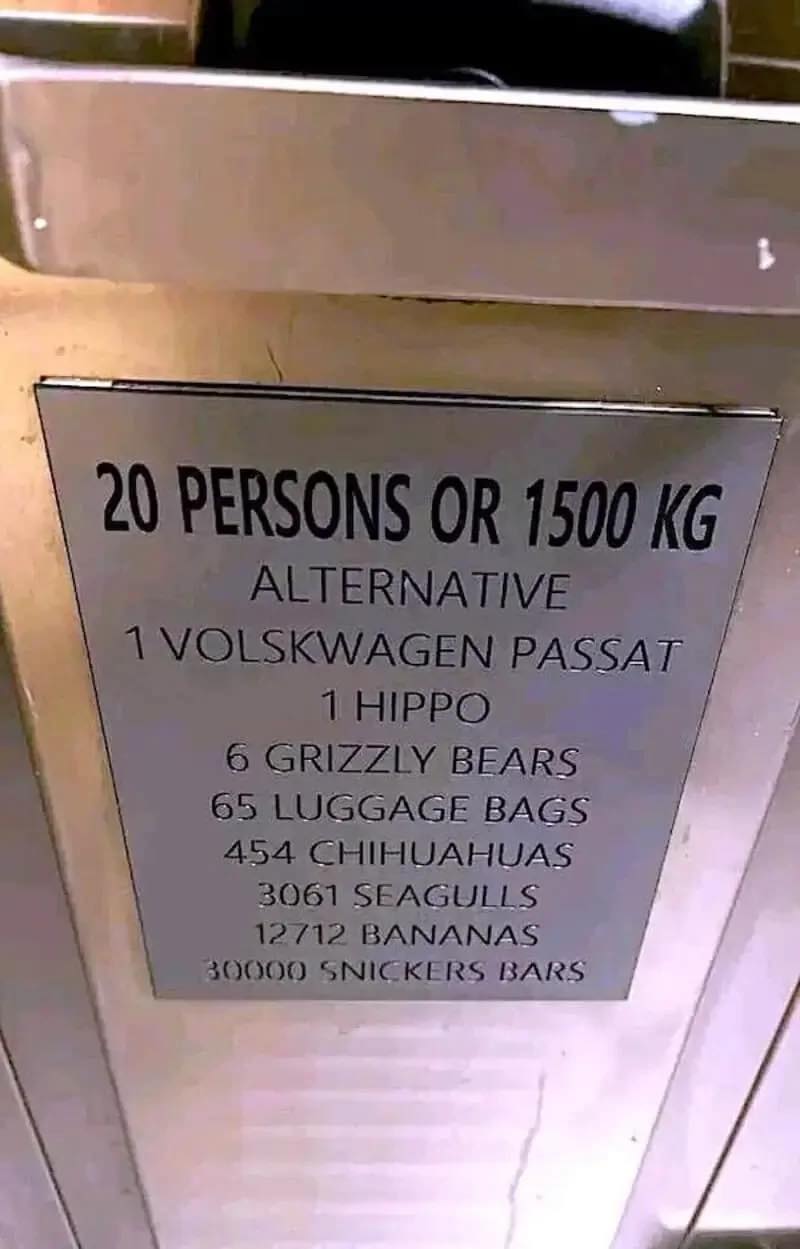 20 PERSONS OR 1500 KG
ALTERNATIVE
1 VOLSKWAGEN PASSAT
1 HIPPO
6 GRIZZLY BEARS
65 LUGGAGE BAGS
454 CHIHUAHUAS
3061 SEAGULLS
12712 BANANAS
30000 SNICKERS BARS